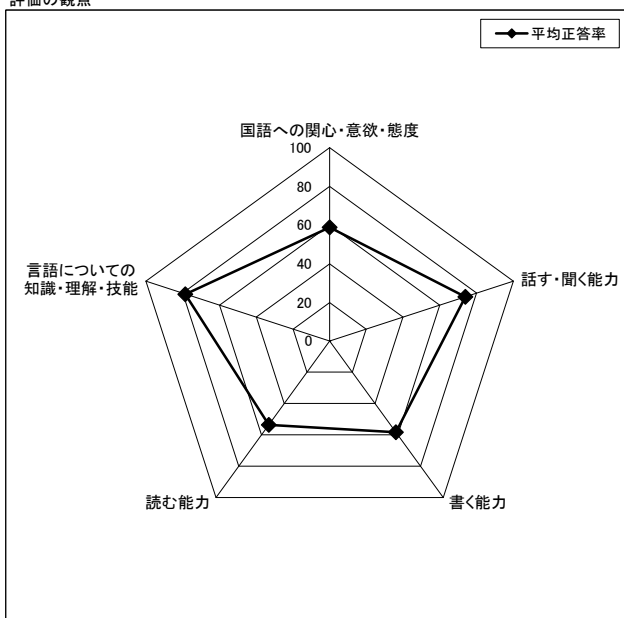 評価の観点
平均正答率
国語への関心・意欲・態度
100
80
60
40
20
0
言語についての
知識・理解・技能
話す・聞く能力
読む能力
書く能力